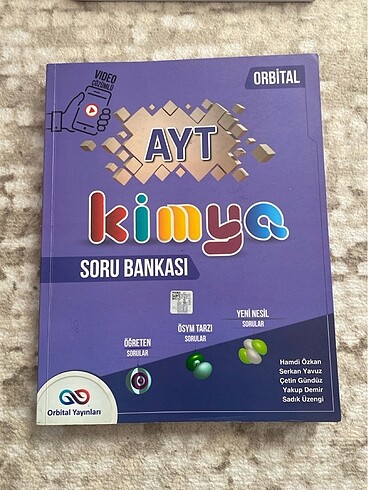 VIDEO
ÇÖZÜMLÜ
ORBİTAL
AYT
kimya
SORU BANKASI
ÖĞRETEN
SORULAR
ÖSYM TARZI
SORULAR
YENİ NESİL
SORULAR
Hamdi Özkan
Serkan Yavuz
Çetin Gündüz
Yakup Demir
Sadık Üzengi
Orbital Yayınları